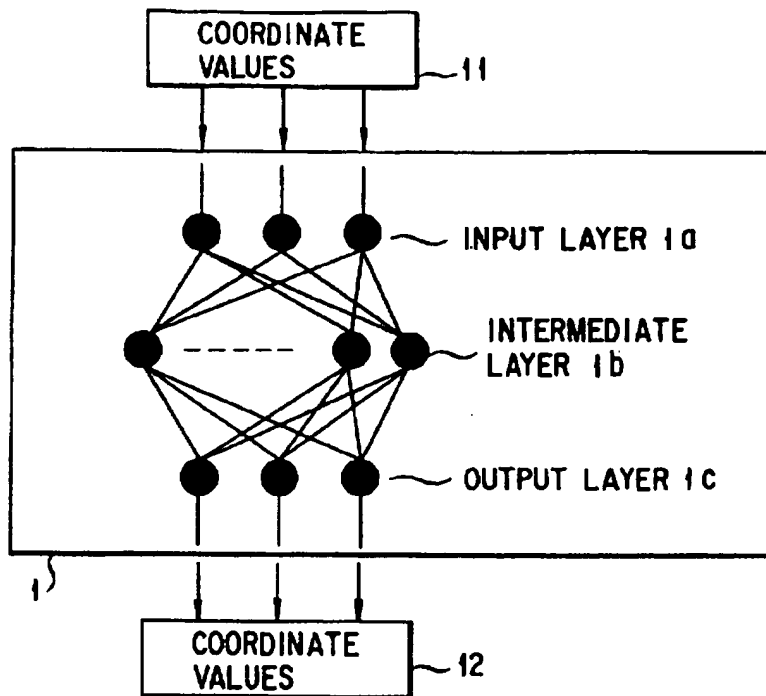 COORDINATE
VALUES
11
INPUT LAYER 1a
INTERMEDIATE
LAYER 1b
OUTPUT LAYER 1c
1
COORDINATE
VALUES
12